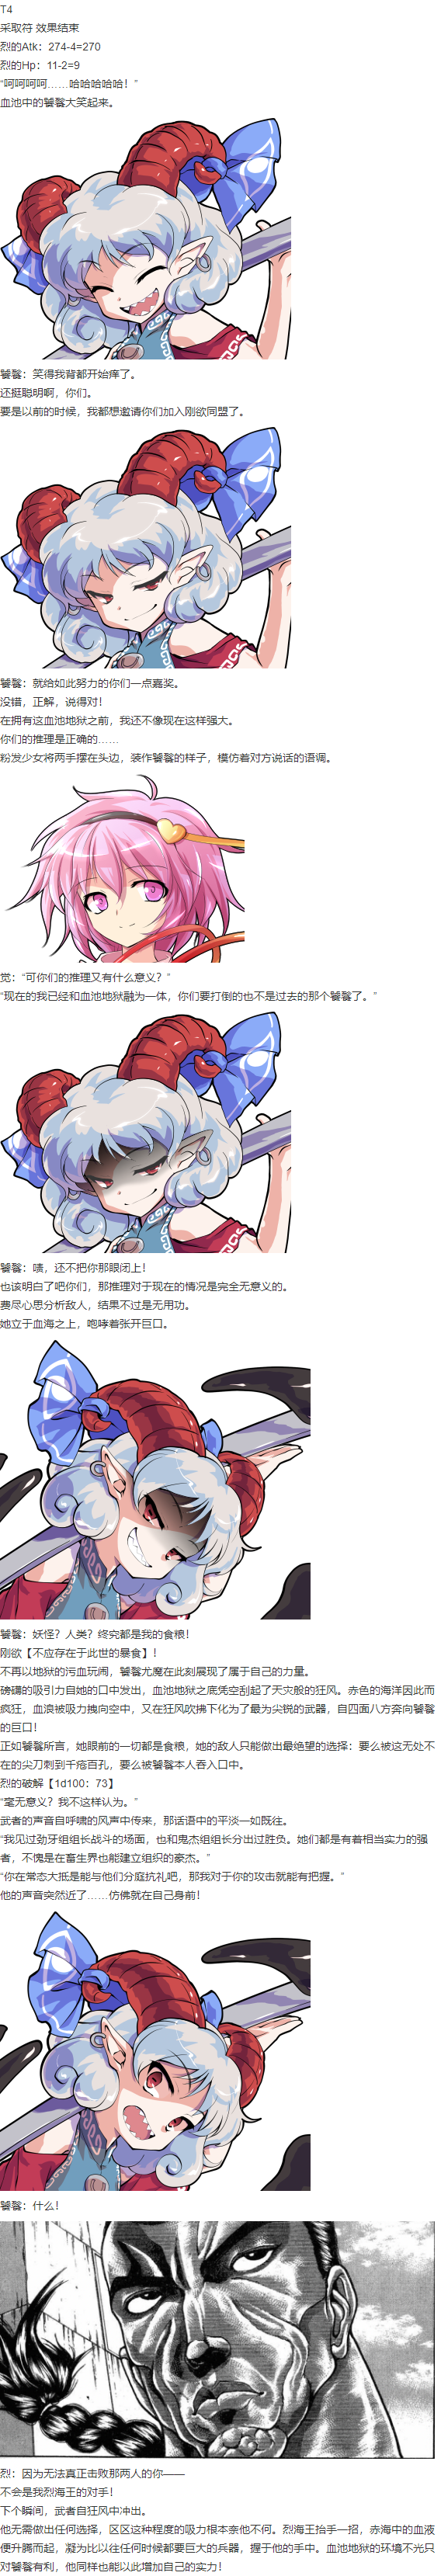 T4
采取符 效果结束
烈的Atk：274-4=270
烈的Hp：11-2=9
“呵呵呵呵……哈哈哈哈哈！”
血池中的饕餮大笑起来。
饕餮：笑得我背都开始痒了。
还挺聪明啊，你们。
要是以前的时候，我都想邀请你们加入刚欲同盟了。
饕餮：就给如此努力的你们一点嘉奖。
没错，正解，说得对！
在拥有这血池地狱之前，我还不像现在这样强大。
你们的推理是正确的……
粉发少女将两手摆在头边，装作饕餮的样子，模仿着对方说话的语调。
觉：“可你们的推理又有什么意义？”
“现在的我已经和血池地狱融为一体，你们要打倒的也不是过去的那个饕餮了。”
饕餮：啧，还不把你那眼闭上！
也该明白了吧你们，那推理对于现在的情况是完全无意义的。
费尽心思分析敌人，结果不过是无用功。
她立于血海之上，咆哮着张开巨口。
饕餮：妖怪？人类？终究都是我的食粮！
刚欲【不应存在于此世的暴食】！
不再以地狱的污血玩闹，饕餮尤魔在此刻展现了属于自己的力量。
磅礴的吸引力自她的口中发出，血池地狱之底凭空刮起了天灾般的狂风。赤色的海洋因此而
疯狂，血浪被吸力拽向空中，又在狂风吹拂下化为了最为尖锐的武器，自四面八方奔向饕餮
的巨口！
正如饕餮所言，她眼前的一切都是食粮，她的敌人只能做出最绝望的选择：要么被这无处不
在的尖刀刺到千疮百孔，要么被饕餮本人吞入口中。
烈的破解【1d100：73】
“毫无意义？我不这样认为。”
武者的声音自呼啸的风声中传来，那话语中的平淡一如既往。
“我见过劲牙组组长战斗的场面，也和鬼杰组组长分出过胜负。她们都是有着相当实力的强
者，不愧是在畜生界也能建立组织的豪杰。”
“你在常态大抵是能与他们分庭抗礼吧，那我对于你的攻击就能有把握。”
他的声音突然近了……仿佛就在自己身前！
饕餮：什么！
烈：因为无法真正击败那两人的你——
不会是我烈海王的对手！
下个瞬间，武者自狂风中冲出。
他无需做出任何选择，区区这种程度的吸力根本奈他不何。烈海王抬手一招，赤海中的血液
便升腾而起，凝为比以往任何时候都要巨大的兵器，握于他的手中。血池地狱的环境不光只
对饕餮有利，他同样也能以此增加自己的实力！